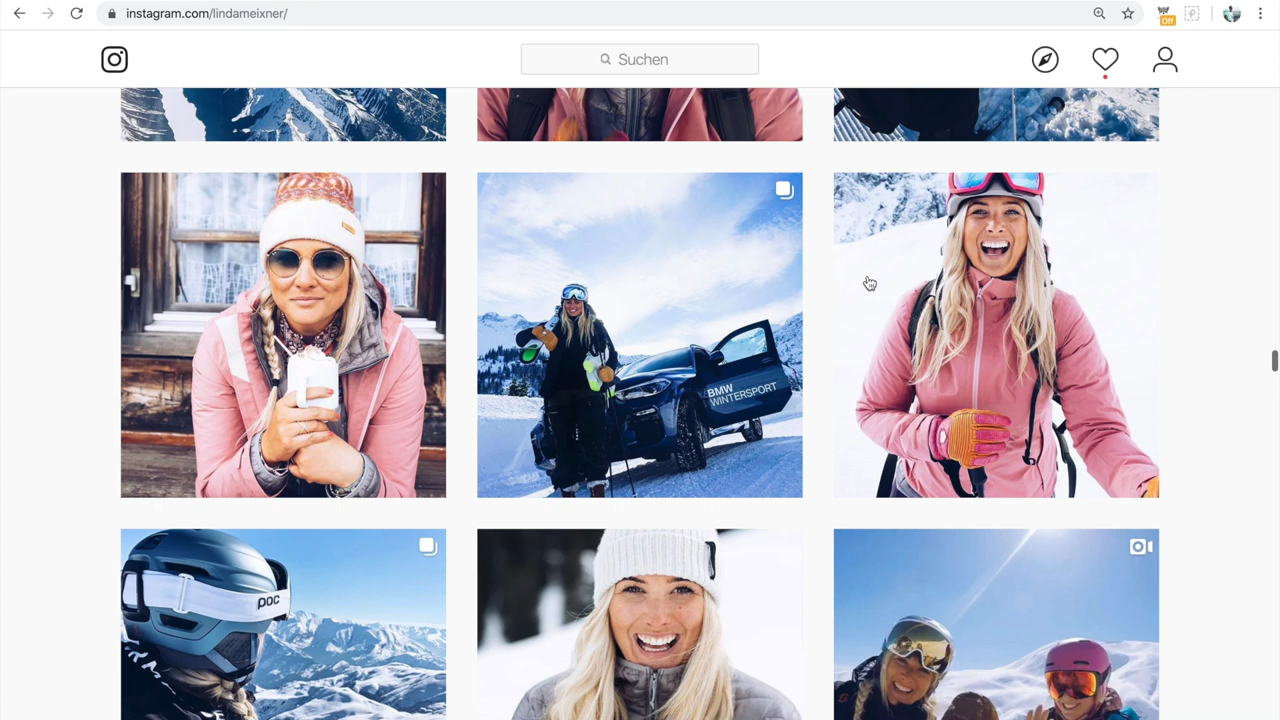 instagram.com/lindameixner/
Off
Suchen
BMW
WINTERSPORT
poc